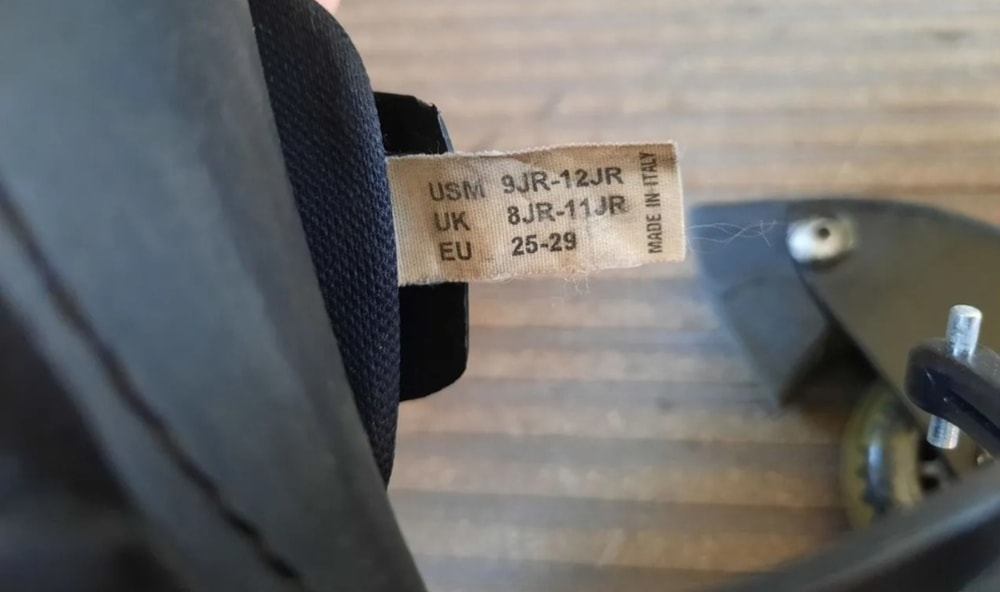 USM 9JR-12JR
UK 8JR-11JR
EU 25-29
MADE IN ITALY